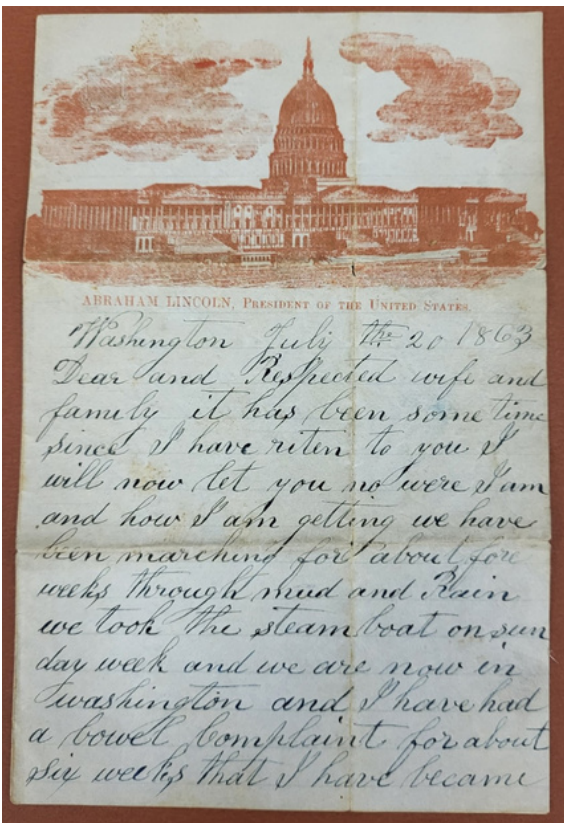 ABRAHAM LINCOLN, PRESIDENT OF THE UNITED STATES.
Washington July the 20 1863
Dear and Respected wife and
family it has been some time
since I have riten to you I
will now let you no were I am
and how I am getting we have
been marching for about fore
weeks through mud and Rain
we took the steam boat on sun
day week and we are now in
washington and I have had
a bowel Complaint for about
six weeks that I have became